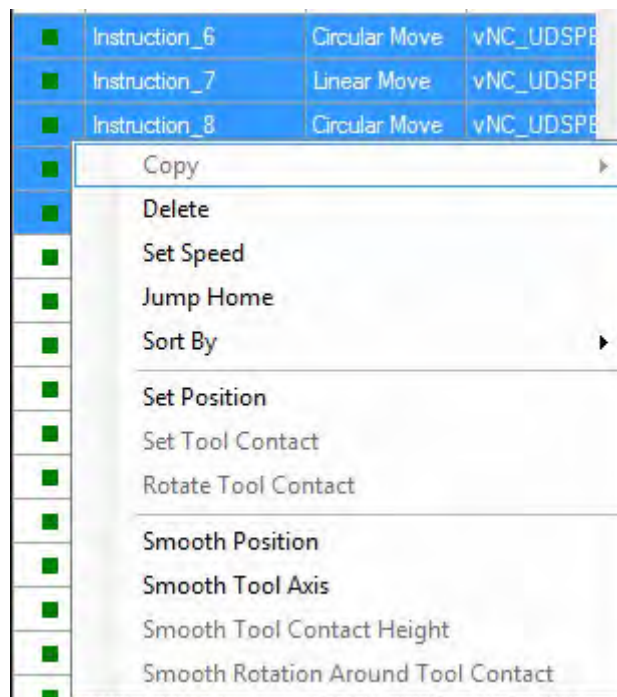 Instruction_6 Circular Move vNC_UDSPE
Instruction_7 Linear Move vNC_UDSPE
Instruction_8 Circular Move vNC_UDSPE
Copy
Delete
Set Speed
Jump Home
Sort By
Set Position
Set Tool Contact
Rotate Tool Contact
Smooth Position
Smooth Tool Axis
Smooth Tool Contact Height
Smooth Rotation Around Tool Contact